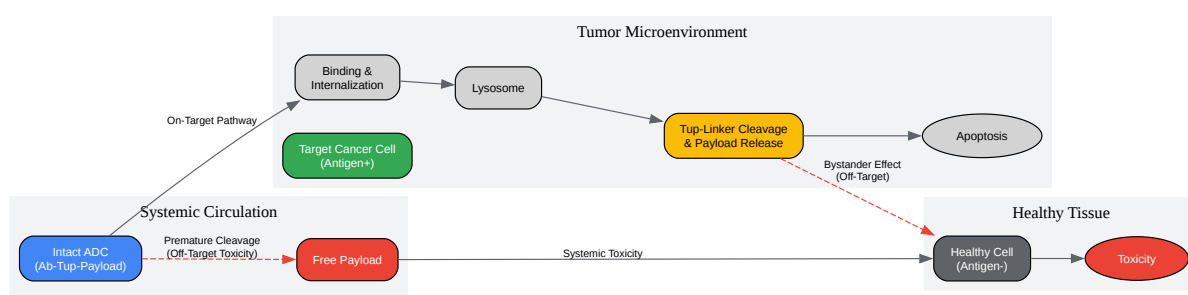 Tumor Microenvironment
Binding &
Internalization
Lysosome
On-Target Pathway
Tup-Linker Cleavage
& Payload Release
Apoptosis
Target Cancer Cell
(Antigen+)
Bystander Effect
(Off-Target)
Systemic Circulation
Healthy Tissue
Intact ADC
(Ab-Tup-Payload)
Premature Cleavage
(Off-Target Toxicity)
Free Payload
Systemic Toxicity
Healthy Cell
(Antigen-)
Toxicity